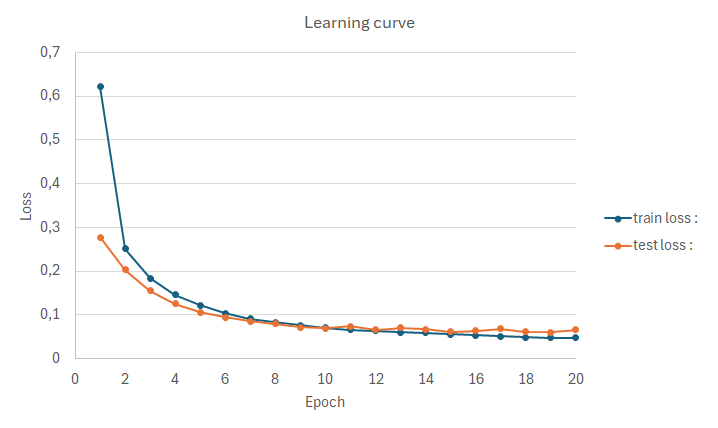 Learning curve
0,7
0,6
0,5
0,4
0,3
0,2
0,1
0
Loss
0 2 4 6 8 10 12 14 16 18 20
Epoch
train loss :
test loss :